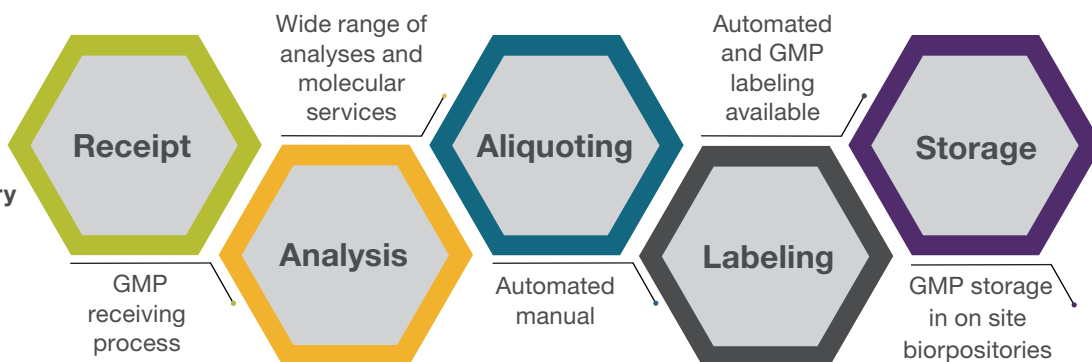 Receipt
GMP
receiving
process
ry
Wide range of
analyses and
molecular
services
Analysis
Aliquoting
Automated
manual
Automated
and GMP
labeling
available
Labeling
Storage
GMP storage
in on site
biorpositories